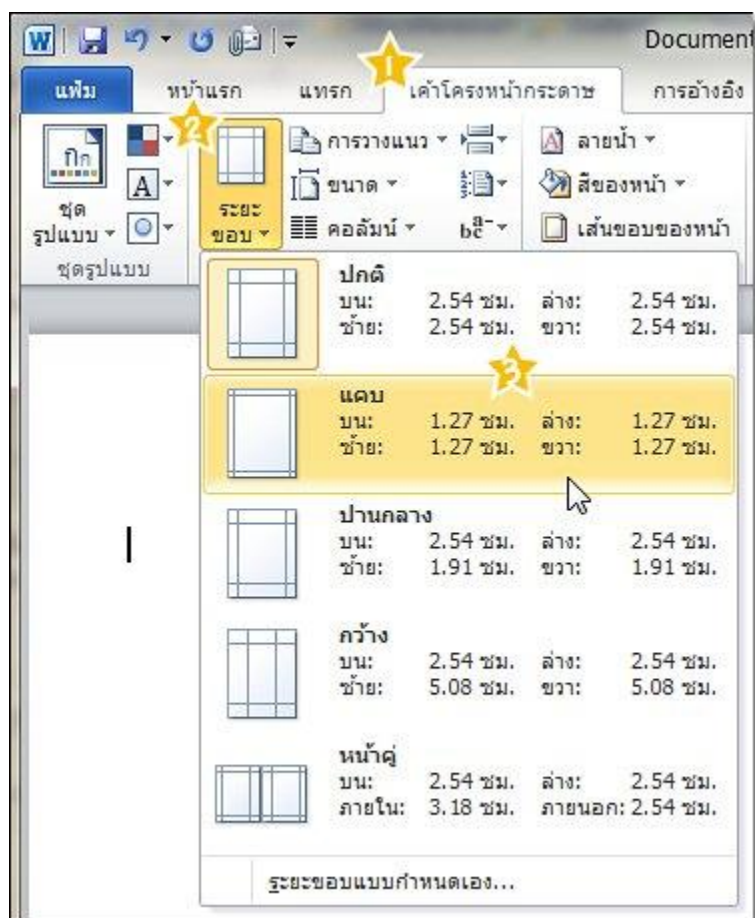 W Document
1
แฟ้ม หน้าแรก แทรก เค้าโครงหน้ากระดาษ การอ้างอิง
2
ก็ก ชุดรูปแบบ
A
ระยะขอบ
การวางแนว
ขนาด
คอลัมน์
bc a-
A ลายน้ำ
สีของหน้า
เส้นขอบของหน้า
ชุดรูปแบบ
ปกติ
บน: 2.54 ซม. ล่าง: 2.54 ซม.
ซ้าย: 2.54 ซม. ขวา: 2.54 ซม.
3
แคบ
บน: 1.27 ซม. ล่าง: 1.27 ซม.
ซ้าย: 1.27 ซม. ขวา: 1.27 ซม.
ปานกลาง
บน: 2.54 ซม. ล่าง: 2.54 ซม.
ซ้าย: 1.91 ซม. ขวา: 1.91 ซม.
กว้าง
บน: 2.54 ซม. ล่าง: 2.54 ซม.
ซ้าย: 5.08 ซม. ขวา: 5.08 ซม.
หน้าคู่
บน: 2.54 ซม. ล่าง: 2.54 ซม.
ภายใน: 3.18 ซม. ภายนอก: 2.54 ซม.
ระยะขอบแบบกำหนดเอง...